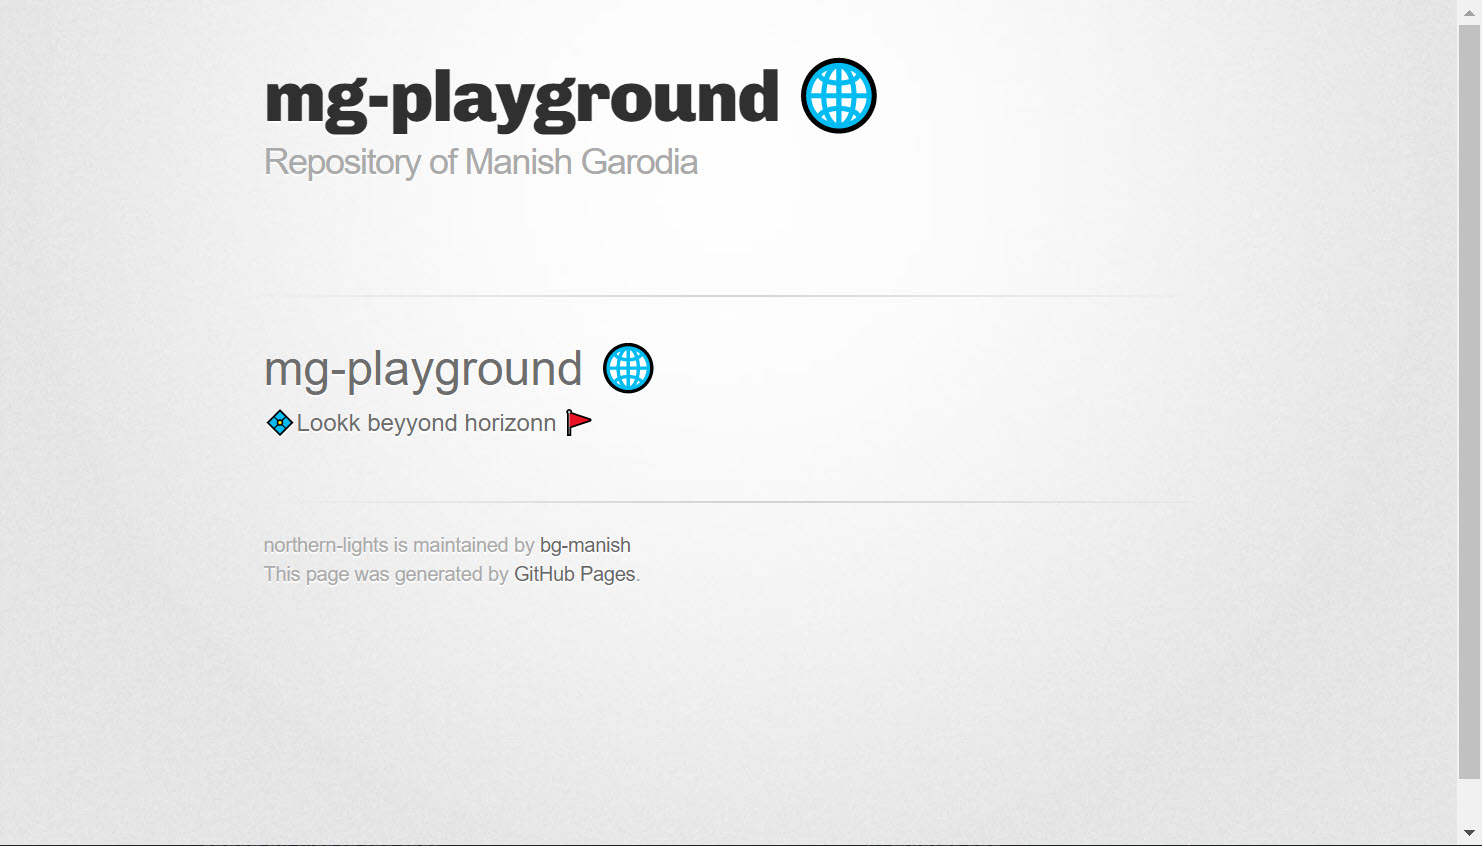 mg-playground
Repository of Manish Garodia
mg-playground
Lookk beyyond horizonn
northern-lights is maintained by bg-manish
This page was generated by GitHub Pages.